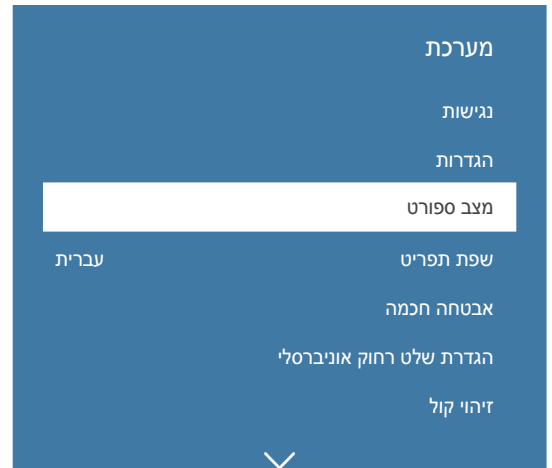 מערכת
נגישות
הגדרות
מצב ספורט
שפת תפריט עברית
אבטחה חכמה
הגדרת שלט רחוק אוניברסלי
זיהוי קול